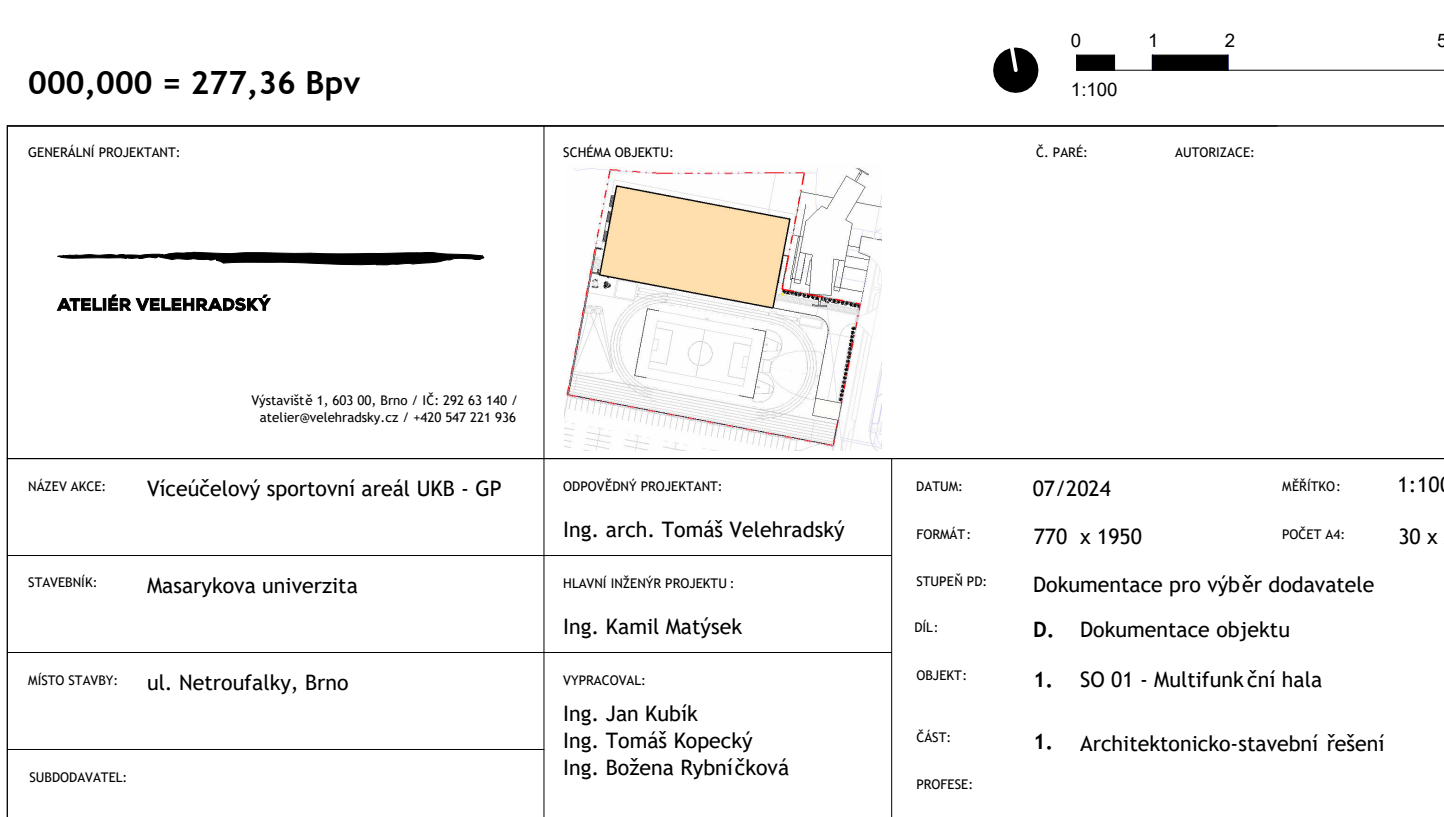 000,000 = 277,36 Bpv
0 1 2 5
1:100
GENERÁLNÍ PROJEKTANT:
ATELIÉR VELEHRADSKÝ
Výstaviště 1, 603 00, Brno / IČ: 292 63 140 /
atelier@velehradsky.cz / +420 547 221 936
SCHÉMA OBJEKTU:
Č. PARÉ: AUTORIZACE:
NÁZEV AKCE: Víceúčelový sportovní areál UKB - GP
STAVEBNÍK: Masarykova univerzita
MÍSTO STAVBY: ul. Netroufalky, Brno
SUBDODAVATEL:
ODPOVĚDNÝ PROJEKTANT:
Ing. arch. Tomáš Velehradský
HLAVNÍ INŽENÝR PROJEKTU :
Ing. Kamil Matýsek
VYPRACOVAL:
Ing. Jan Kubík
Ing. Tomáš Kopecký
Ing. Božena Rybníčková
DATUM: 07/2024 MĚŘÍTKO: 1:100
FORMÁT: 770 x 1950 POČET A4: 30 x
STUPEŇ PD: Dokumentace pro výběr dodavatele
DÍL: D. Dokumentace objektu
OBJEKT: 1. SO 01 - Multifunkční hala
ČÁST: 1. Architektonicko-stavební řešení
PROFESE: